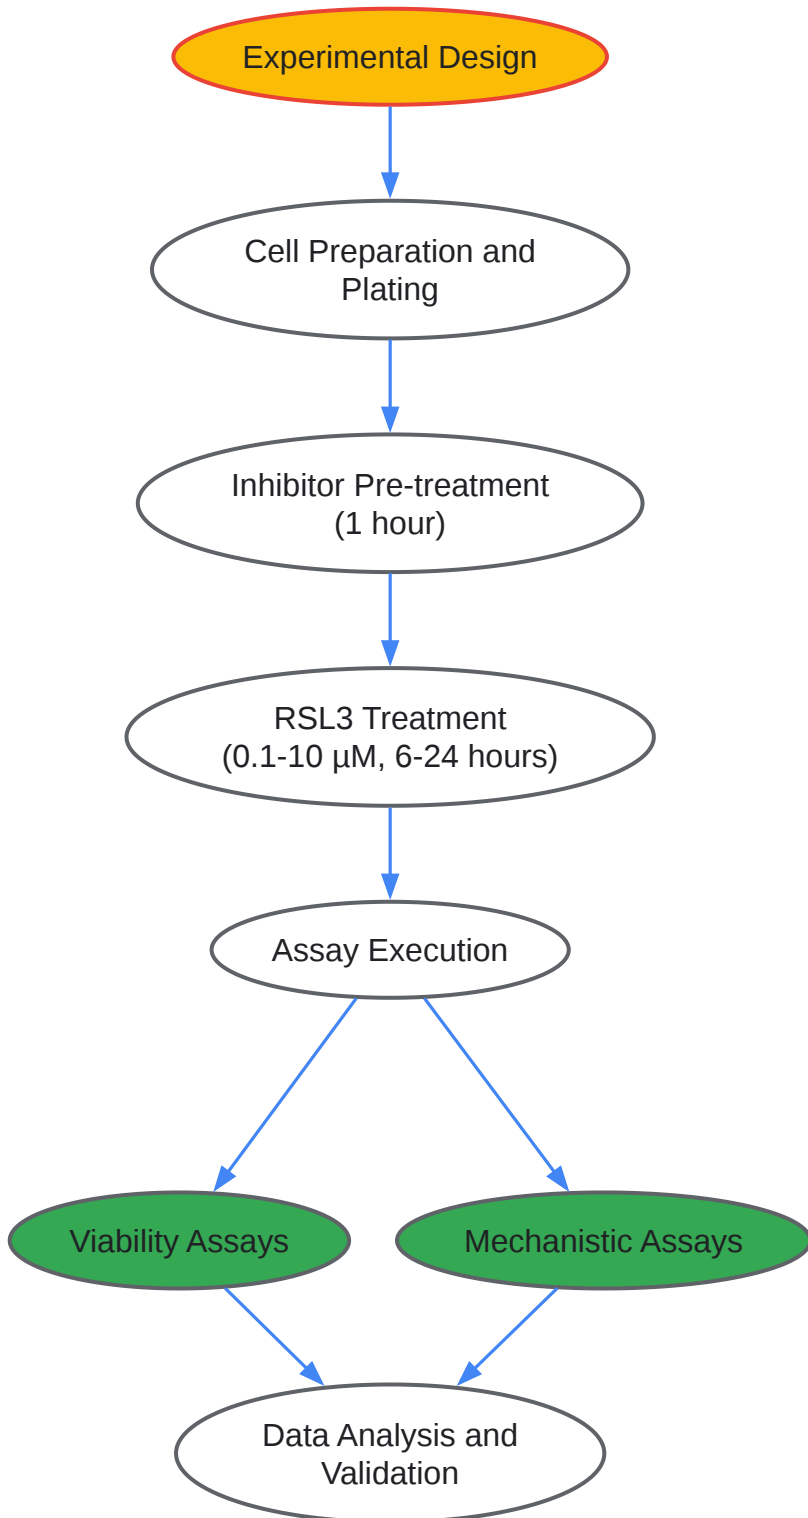 Experimental Design
Cell Preparation and
Plating
Inhibitor Pre-treatment
(1 hour)
RSL3 Treatment
(0.1-10 µM, 6-24 hours)
Assay Execution
Viability Assays
Mechanistic Assays
Data Analysis and
Validation